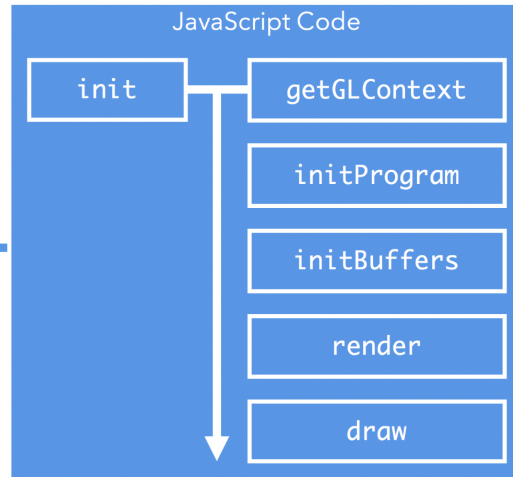 JavaScript Code
init
getGLContext
initProgram
initBuffers
render
draw